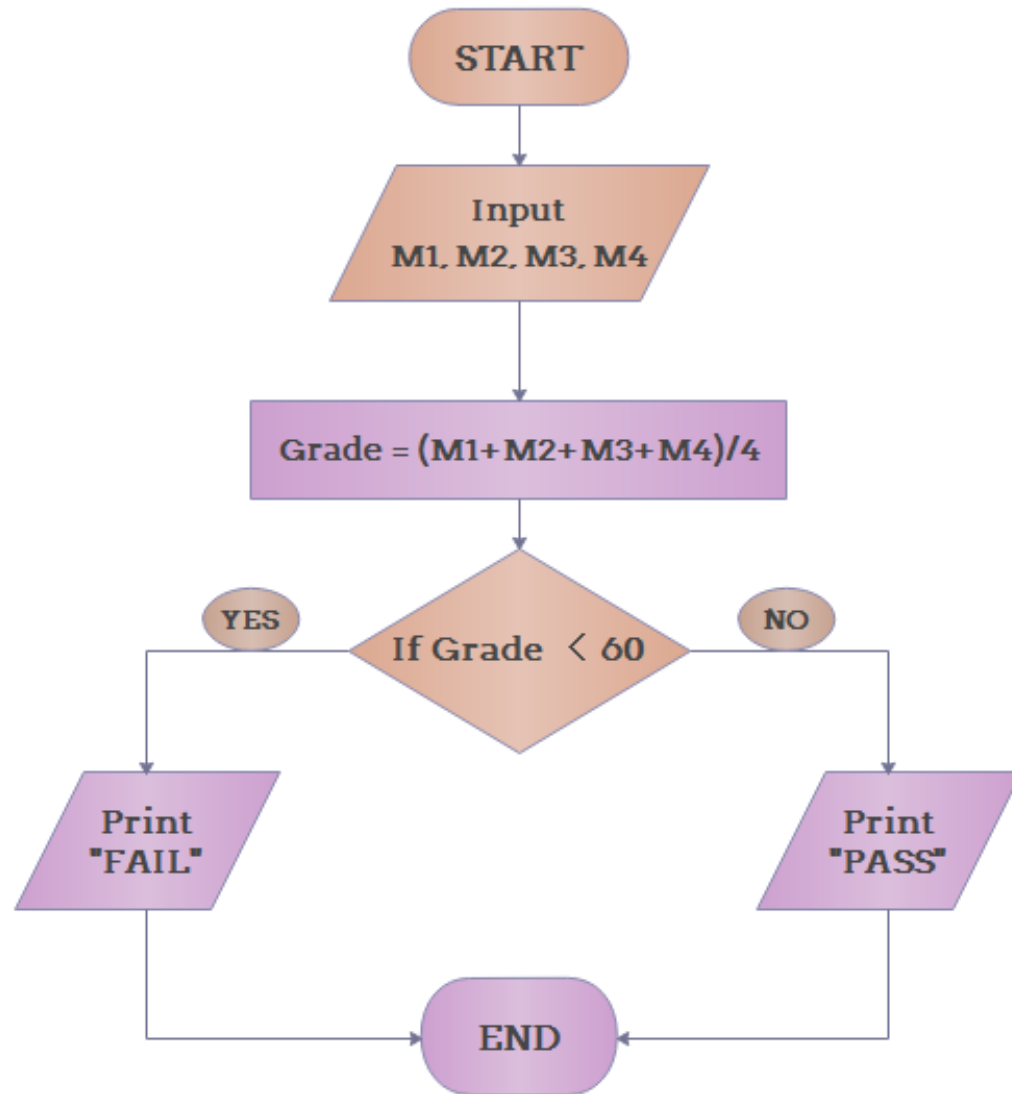 START
Input
M1, M2, M3, M4
Grade = (M1+M2+M3+M4)/4
YES
NO
If Grade < 60
Print
"FAIL"
Print
"PASS"
END